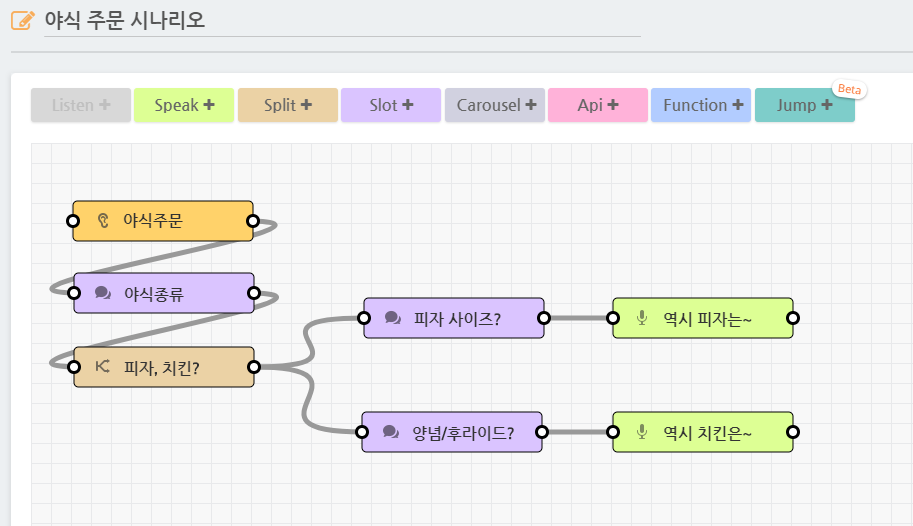 야식 주문 시나리오
Listen + Speak + Split + Slot + Carousel + Api + Function + Jump + Beta
야식주문
야식종류
피자 사이즈? 역시 피자는~
피자, 치킨?
양념/후라이드? 역시 치킨은~